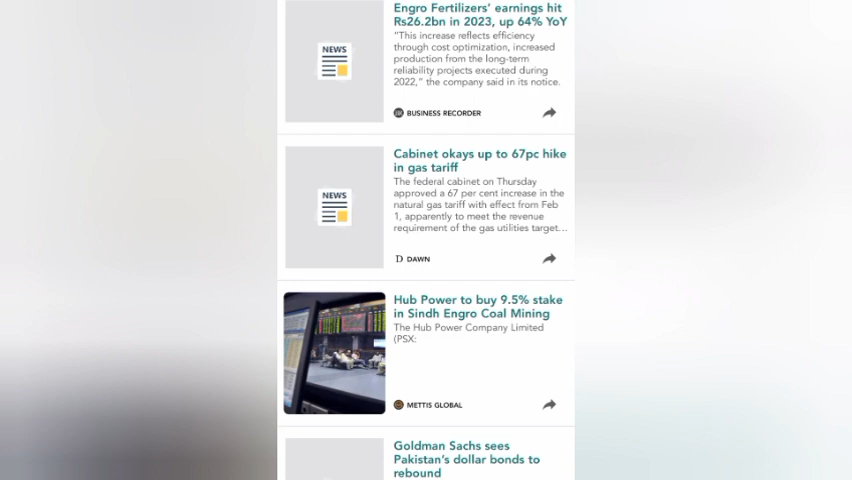 Engro Fertilizers' earnings hit
Rs26.2bn in 2023, up 64% YoY
"This increase reflects efficiency
through cost optimization, increased
production from the long-term
reliability projects executed during
2022," the company said in its notice.
NEWS
BUSINESS RECORDER
Cabinet okays up to 67pc hike
in gas tariff
The federal cabinet on Thursday
approved a 67 per cent increase in the
natural gas tariff with effect from Feb
1, apparently to meet the revenue
requirement of the gas utilities target...
NEWS
D DAWN
Hub Power to buy 9.5% stake
in Sindh Engro Coal Mining
The Hub Power Company Limited
(PSX:
METTIS GLOBAL
Goldman Sachs sees
Pakistan's dollar bonds to
rebound